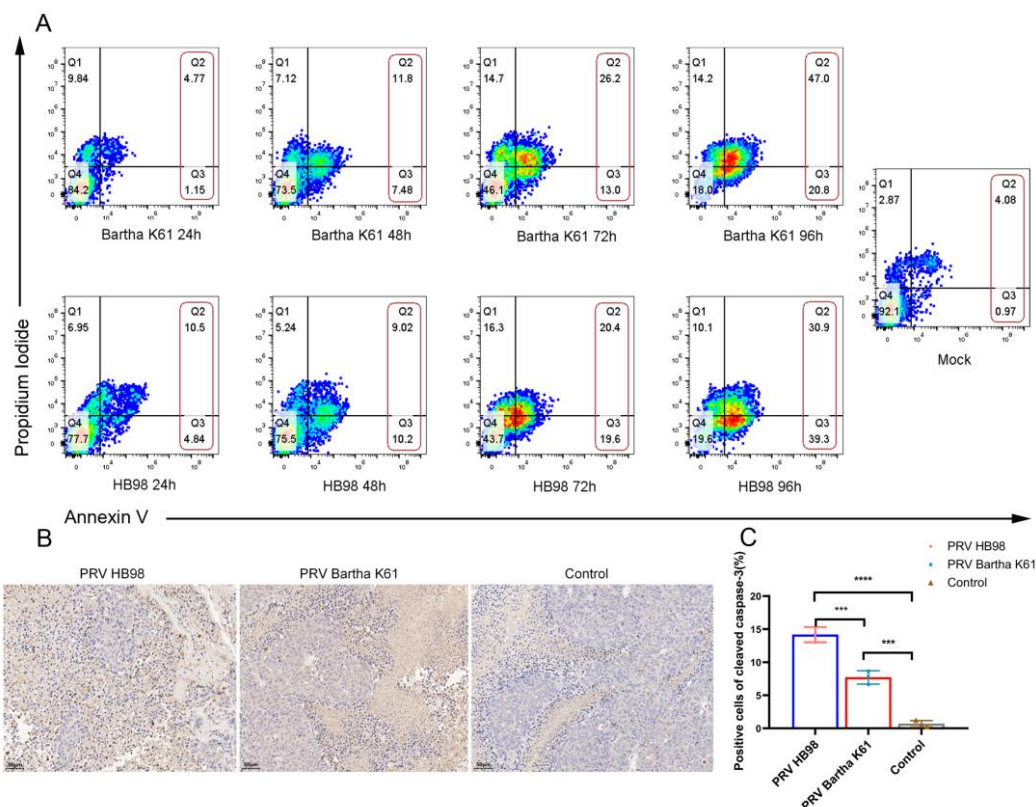 A
Propidium Iodide
Q1
9.84
Q2
4.77
Q4
84.2
Q3
1.15
Bartha K61 24h
Q1
7.12
Q2
11.8
Q4
73.5
Q3
7.48
Bartha K61 48h
Q1
14.7
Q2
26.2
Q4
46.1
Q3
13.0
Bartha K61 72h
Q1
14.2
Q2
47.0
Q4
18.0
Q3
20.8
Bartha K61 96h
Q1
2.87
Q2
4.08
Q4
92.1
Q3
0.97
Mock
Q1
6.95
Q2
10.5
Q4
77.7
Q3
4.84
HB98 24h
Q1
5.24
Q2
9.02
Q4
75.5
Q3
10.2
HB98 48h
Q1
16.3
Q2
20.4
Q4
43.7
Q3
19.6
HB98 72h
Q1
10.1
Q2
30.9
Q4
19.6
Q3
39.3
HB98 96h
Annexin V
B
PRV HB98
PRV Bartha K61
Control
50μm
50μm
50μm
C
PRV HB98
PRV Bartha K61
Control
Positive cells of cleaved caspase-3(%)
20
15
10
5
0
****
***
***
PRV HB98
PRV Bartha K61
Control